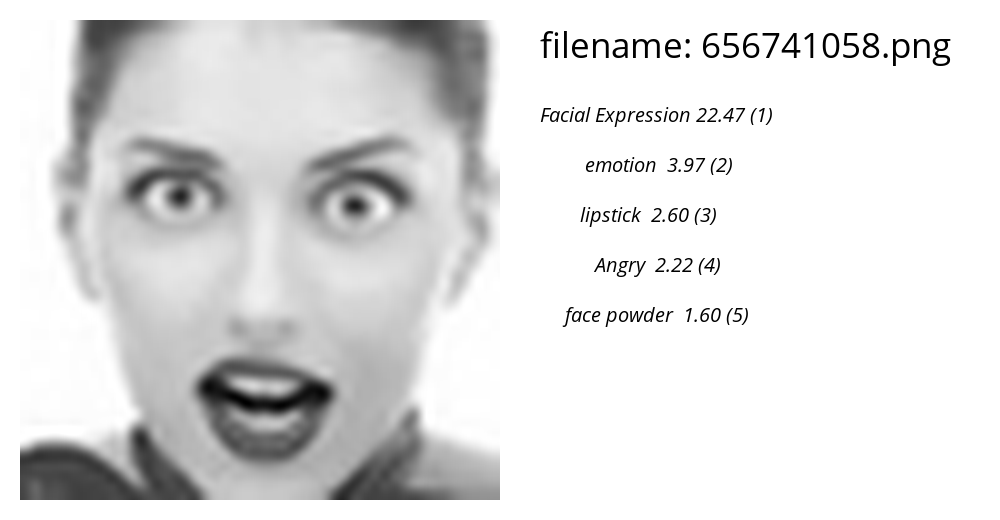 filename: 656741058.png
Facial Expression 22.47 (1)
emotion 3.97 (2)
lipstick 2.60 (3)
Angry 2.22 (4)
face powder 1.60 (5)